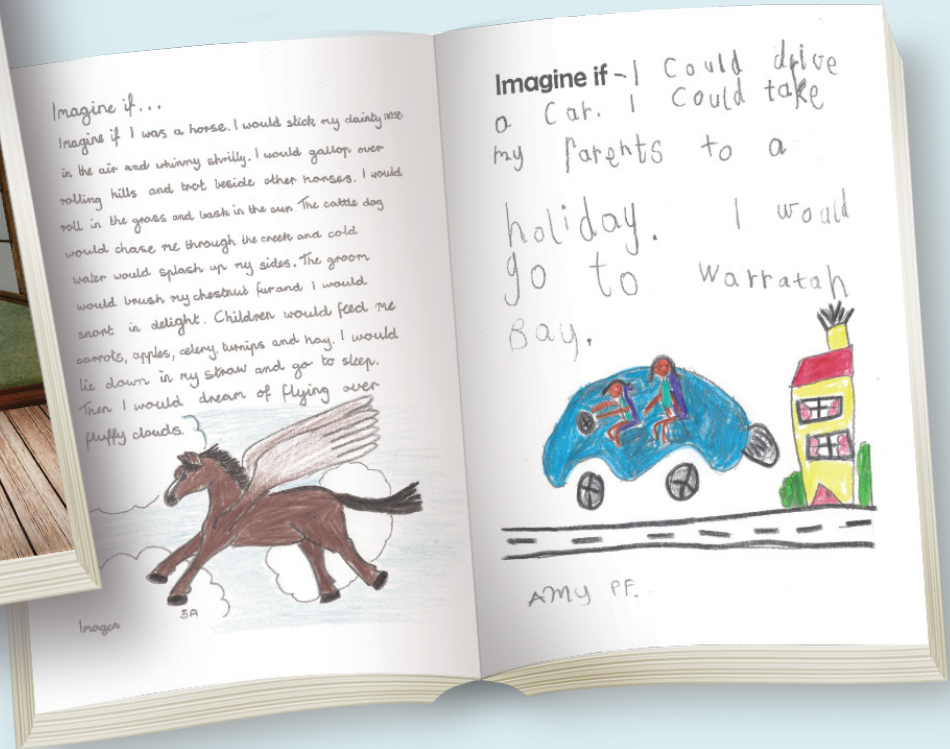 Imagine if...
Imagine if I was a horse. I would stick my dainty nose
in the air and whinny shrilly. I would gallop over
rolling hills and trot beside other horses. I would
roll in the grass and bask in the sun. The cattle dog
would chase me through the creek and cold
water would splash up my sides. The groom
would brush my chestnut fur and I would
snort in delight. Children would feed me
carrots, apples, celery, turnips and hay. I would
lie down in my straw and go to sleep.
Then I would dream of flying over
fluffy clouds.
Imogen 5A
Imagine if - I Could drive
a Car. I Could take
my Parents to a
holiday. I would
go to Warratah
Bay.
AMy PF.